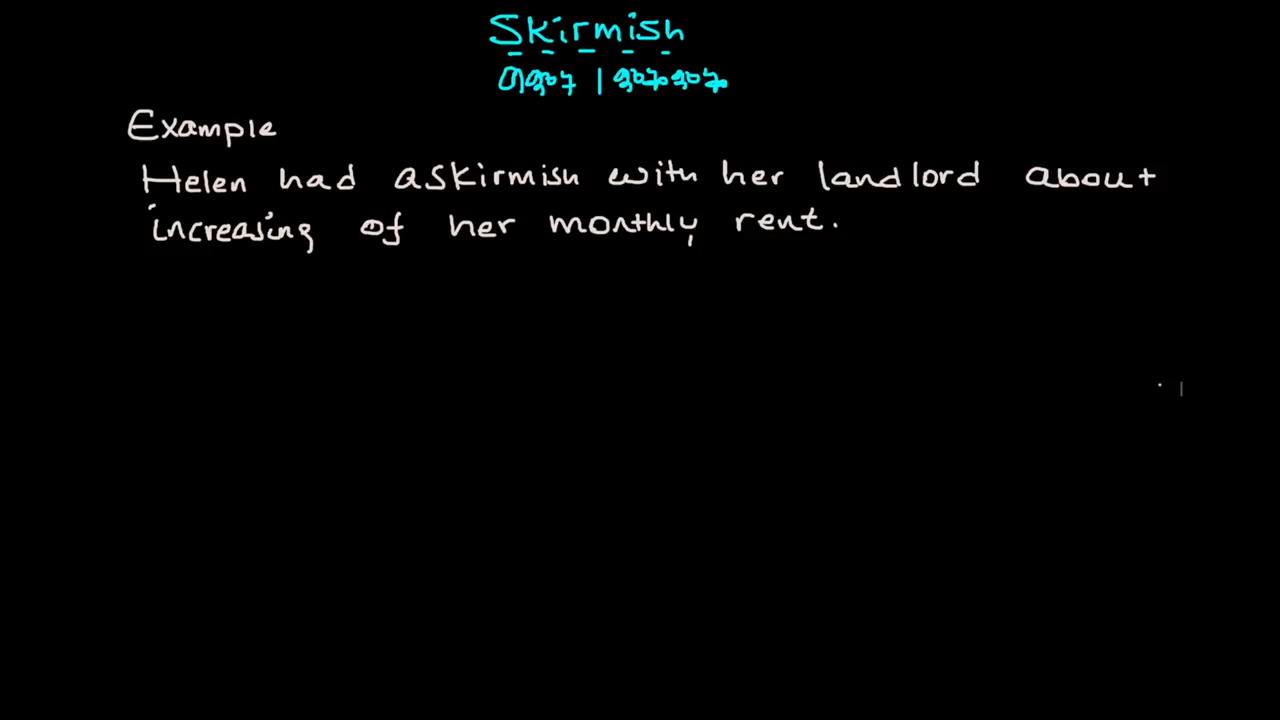 Skirmish
Example
Helen had askirmish with her landlord about
increasing of her monthly rent.